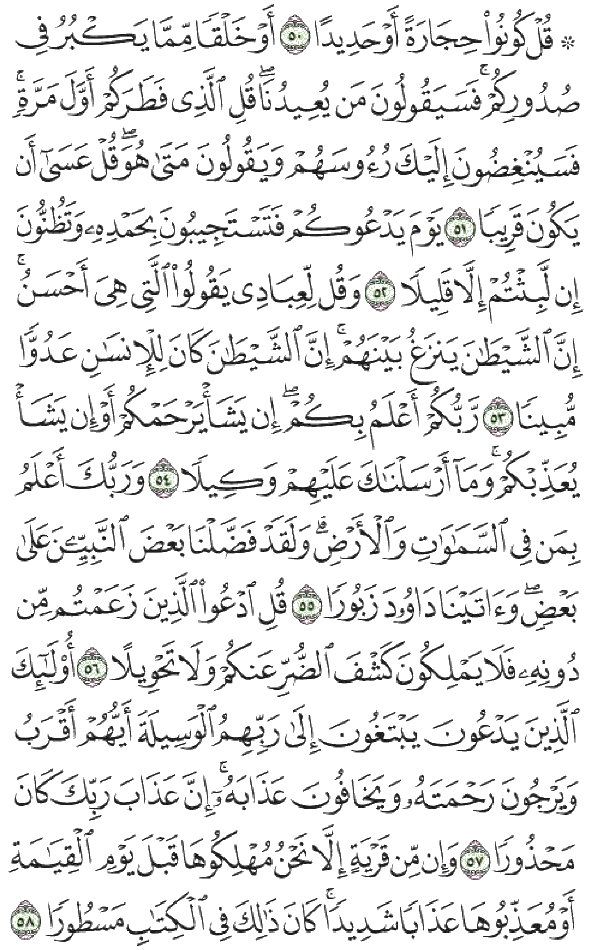 ۞ قُلۡ كُونُواْ حِجَارَةً أَوۡ حَدِيدًا ٥٠ أَوۡ خَلۡقٗا مِّمَّا يَكۡبُرُ فِي
صُدُورِكُمۡۚ فَسَيَقُولُونَ مَن يُعِيدُنَاۖ قُلِ ٱلَّذِي فَطَرَكُمۡ أَوَّلَ مَرَّةٖۚ
فَسَيُنۡغِضُونَ إِلَيۡكَ رُءُوسَهُمۡ وَيَقُولُونَ مَتَىٰ هُوَۖ قُلۡ عَسَىٰٓ أَن
يَكُونَ قَرِيبٗا ٥١ يَوۡمَ يَدۡعُوكُمۡ فَتَسۡتَجِيبُونَ بِحَمۡدِهِۦ وَتَظُنُّونَ
إِن لَّبِثۡتُمۡ إِلَّا قَلِيلٗا ٥٢ وَقُل لِّعِبَادِي يَقُولُواْ ٱلَّتِي هِيَ أَحۡسَنُۚ
إِنَّ ٱلشَّيۡطَٰنَ يَنزَغُ بَيۡنَهُمۡۚ إِنَّ ٱلشَّيۡطَٰنَ كَانَ لِلۡإِنسَٰنِ عَدُوّٗا
مُّبِينٗا ٥٣ رَّبُّكُمۡ أَعۡلَمُ بِكُمۡۖ إِن يَشَأۡ يَرۡحَمۡكُمۡ أَوۡ إِن يَشَأۡ
يُعَذِّبۡكُمۡۚ وَمَآ أَرۡسَلۡنَٰكَ عَلَيۡهِمۡ وَكِيلٗا ٥٤ وَرَبُّكَ أَعۡلَمُ
بِمَن فِي ٱلسَّمَٰوَٰتِ وَٱلۡأَرۡضِۗ وَلَقَدۡ فَضَّلۡنَا بَعۡضَ ٱلنَّبِيِّـۧنَ عَلَىٰ
بَعۡضٖۖ وَءَاتَيۡنَا دَاوُۥدَ زَبُورٗا ٥٥ قُلِ ٱدۡعُواْ ٱلَّذِينَ زَعَمۡتُم مِّن
دُونِهِۦ فَلَا يَمۡلِكُونَ كَشۡفَ ٱلضُّرِّ عَنكُمۡ وَلَا تَحۡوِيلًا ٥٦ أُوْلَٰٓئِكَ
ٱلَّذِينَ يَدۡعُونَ يَبۡتَغُونَ إِلَىٰ رَبِّهِمُ ٱلۡوَسِيلَةَ أَيُّهُمۡ أَقۡرَبُ
وَيَرۡجُونَ رَحۡمَتَهُۥ وَيَخَافُونَ عَذَابَهُۥٓۚ إِنَّ عَذَابَ رَبِّكَ كَانَ
مَحۡذُورٗا ٥٧ وَإِن مِّن قَرۡيَةٍ إِلَّا نَحۡنُ مُهۡلِكُوهَا قَبۡلَ يَوۡمِ ٱلۡقِيَٰمَةِ
أَوۡ مُعَذِّبُوهَا عَذَابٗا شَدِيدٗاۚ كَانَ ذَٰلِكَ فِي ٱلۡكِتَٰبِ مَسۡطُورٗا ٥٨